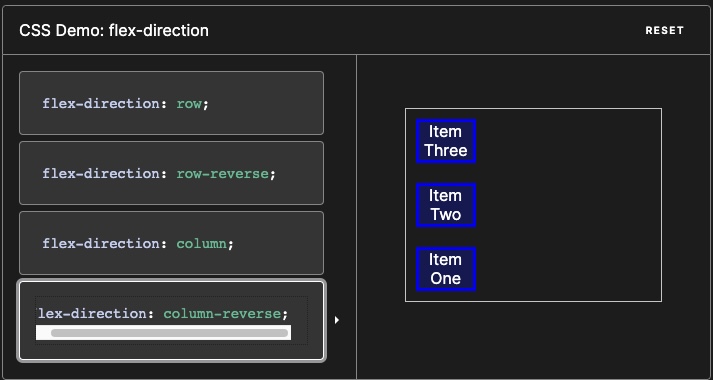 CSS Demo: flex-direction
RESET
flex-direction: row;
flex-direction: row-reverse;
flex-direction: column;
lex-direction: column-reverse;
Item
Three
Item
Two
Item
One